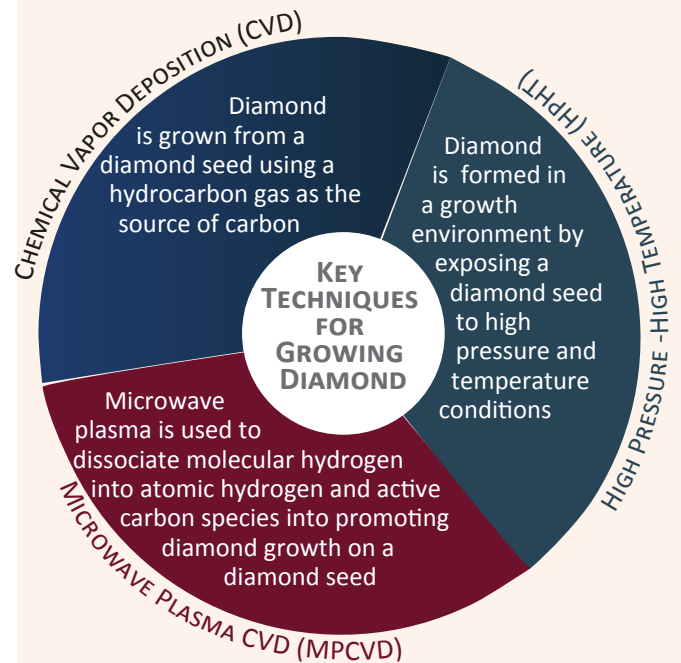 CHEMICAL VAPOR DEPOSITION (CVD)
Diamond
is grown from a
diamond seed using a
hydrocarbon gas as the
source of carbon
HIGH PRESSURE -HIGH TEMPERATURE (HPHT)
Diamond
is formed in
a growth
environment by
exposing a
diamond seed
to high
pressure and
temperature
conditions
KEY
TECHNIQUES
FOR
GROWING
DIAMOND
Microwave
plasma is used to
dissociate molecular hydrogen
into atomic hydrogen and active
carbon species into promoting
diamond growth on a
diamond seed
MICROWAVE PLASMA CVD (MPCVD)